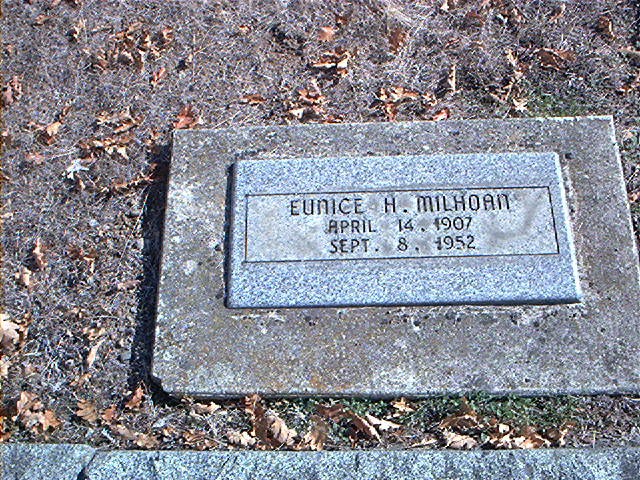 EUNICE H. MILHOAN
APRIL 14, 1907
SEPT. 8, 1952